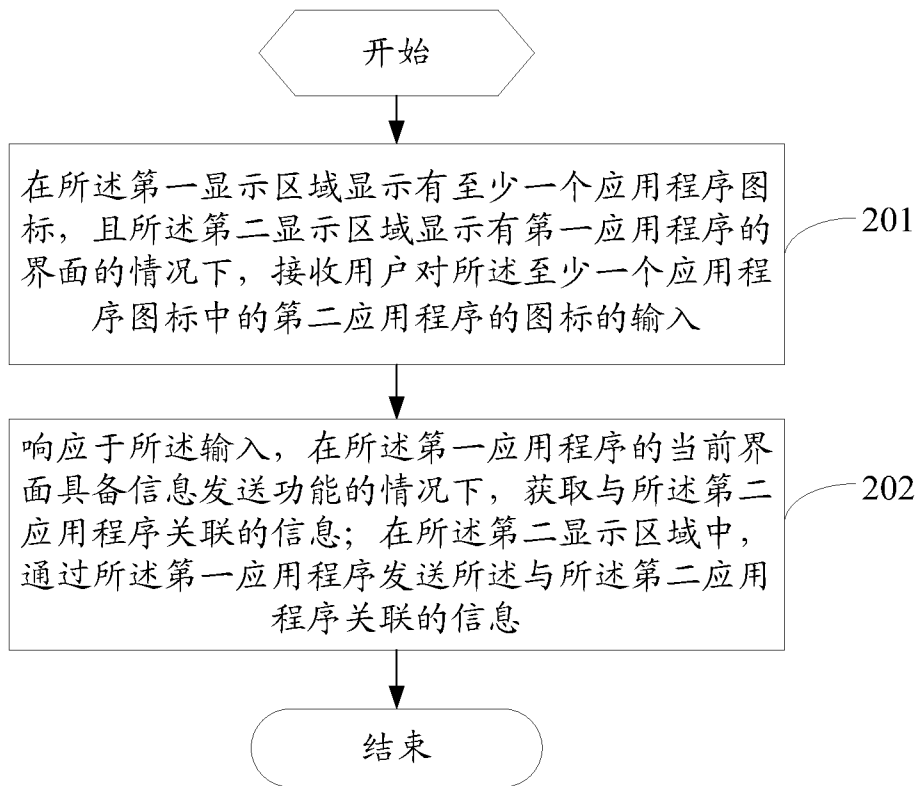 开始
在所述第一显示区域显示有至少一个应用程序图
标，且所述第二显示区域显示有第一应用程序的
界面的情况下，接收用户对所述至少一个应用程
序图标中的第二应用程序的图标的输入
201
响应于所述输入，在所述第一应用程序的当前界
面具备信息发送功能的情况下，获取与所述第二
应用程序关联的信息；在所述第二显示区域中，
通过所述第一应用程序发送所述与所述第二应用
程序关联的信息
202
结束